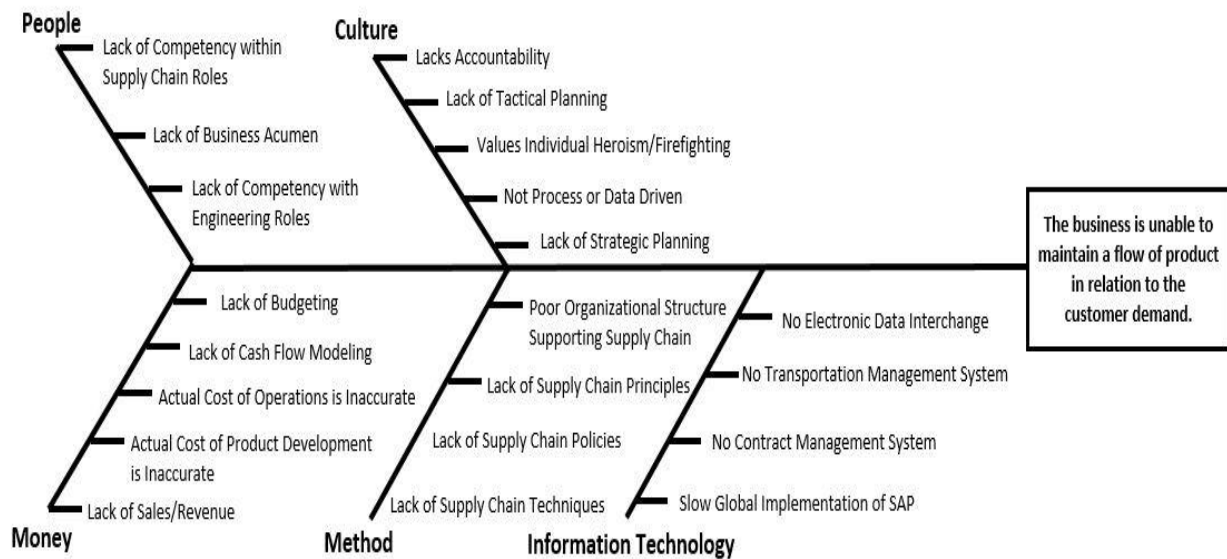 People
Lack of Competency within
Supply Chain Roles
Lack of Business Acumen
Lack of Competency with
Engineering Roles
Culture
Lacks Accountability
Lack of Tactical Planning
Values Individual Heroism/Firefighting
Not Process or Data Driven
Lack of Strategic Planning
The business is unable to
maintain a flow of product
in relation to the
customer demand.
Lack of Budgeting
Lack of Cash Flow Modeling
Actual Cost of Operations is Inaccurate
Actual Cost of Product Development
is Inaccurate
Lack of Sales/Revenue
Money
Poor Organizational Structure
Supporting Supply Chain
Lack of Supply Chain Principles
Lack of Supply Chain Policies
Lack of Supply Chain Techniques
Method
No Electronic Data Interchange
No Transportation Management System
No Contract Management System
Slow Global Implementation of SAP
Information Technology